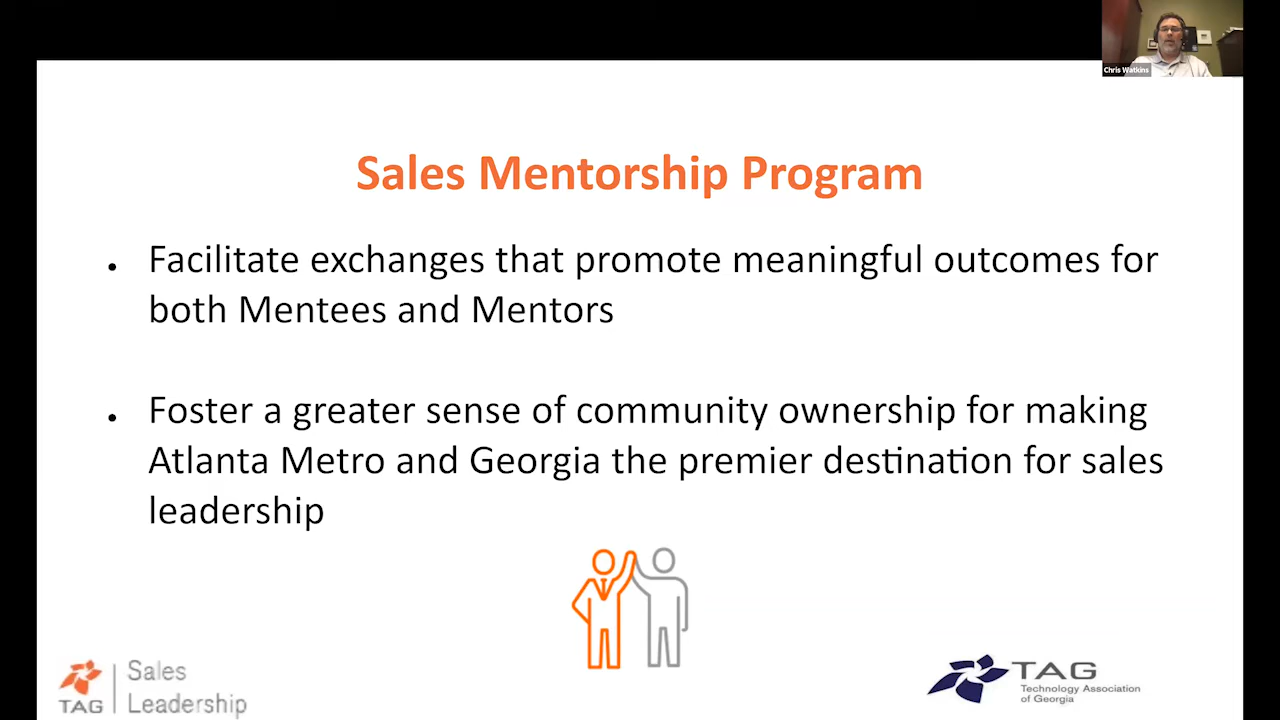 Chris Watkins
Sales Mentorship Program
• Facilitate exchanges that promote meaningful outcomes for
both Mentees and Mentors
• Foster a greater sense of community ownership for making
Atlanta Metro and Georgia the premier destination for sales
leadership
TAG
Sales
Leadership
TAG
Technology Association
of Georgia